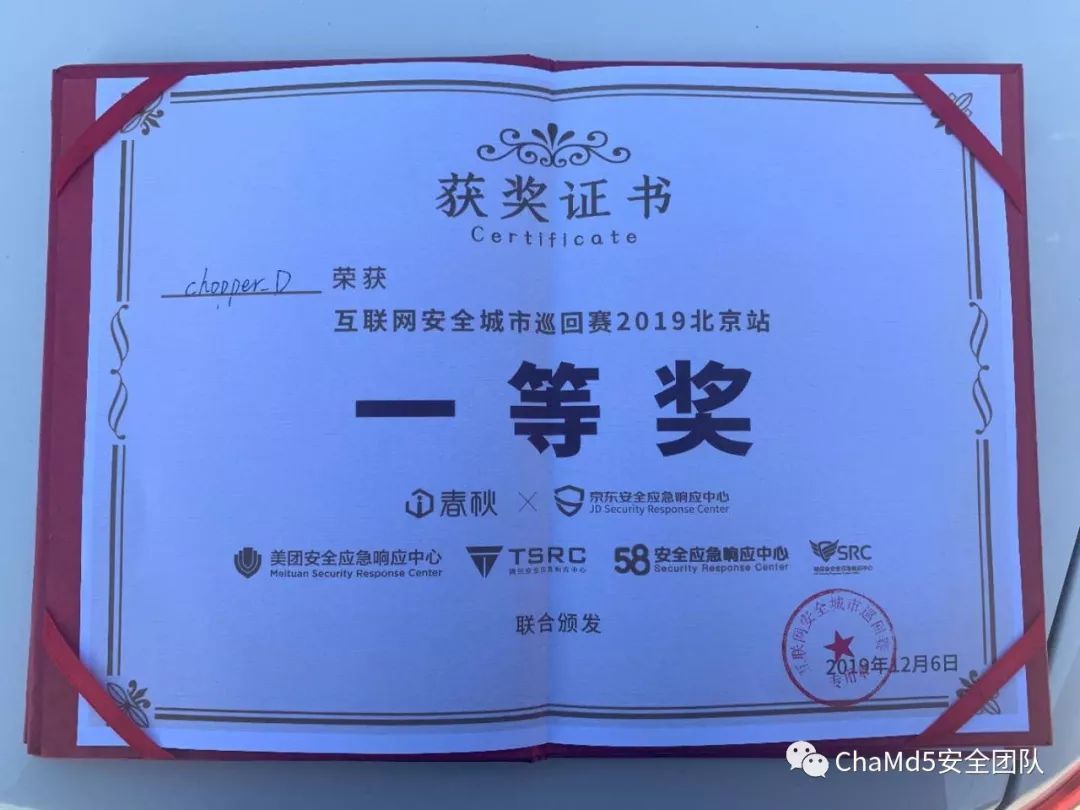 获奖证书
Certificate
chopper_D 荣获
互联网安全城市巡回赛2019北京站
一等奖
春秋 × 京东安全应急响应中心
JD Security Response Center
美团安全应急响应中心
Meituan Security Response Center
TSRC
腾讯安全应急响应中心
58安全应急响应中心
Security Response Center
SRC
联合颁发
互联网安全城市巡回赛
专用章
2019年12月6日
ChaMd5安全团队